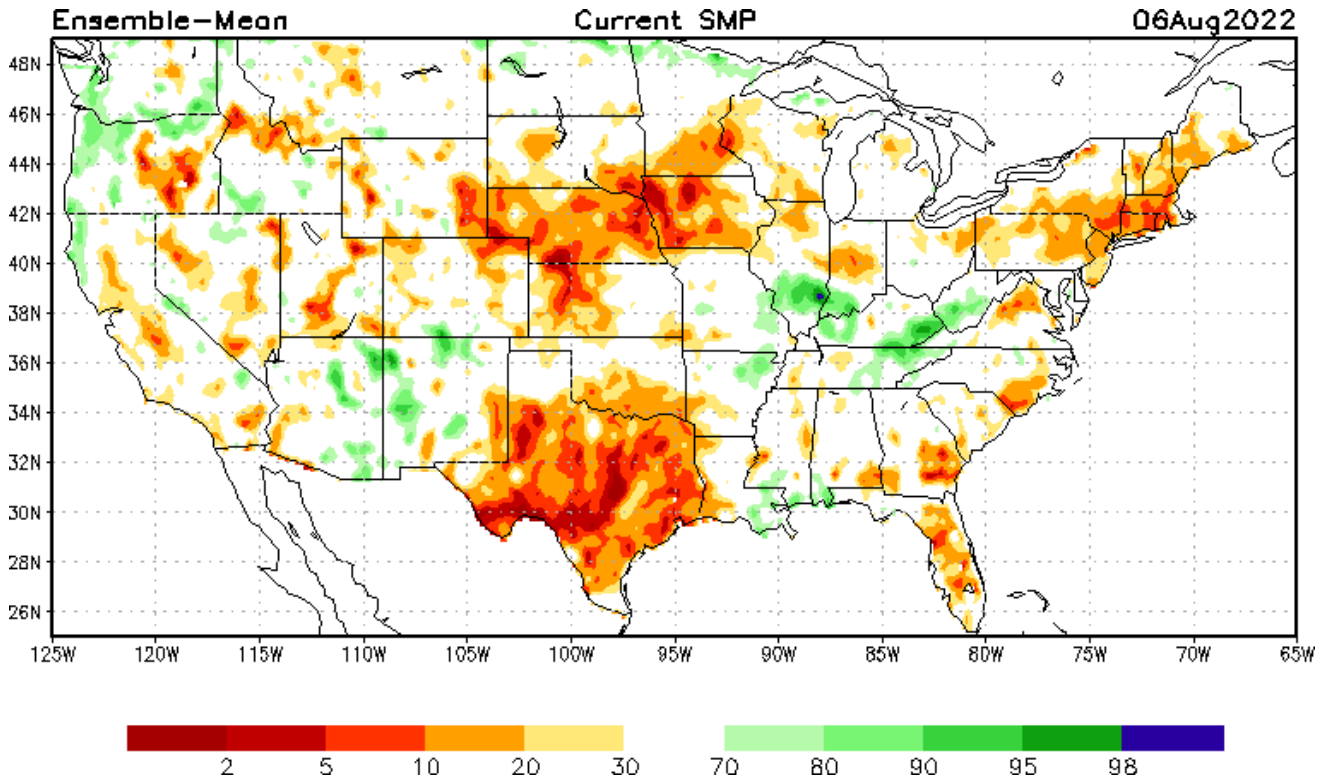 Ensemble-Mean Current SMP 06Aug2022
48N
46N
44N
42N
40N
38N
36N
34N
32N
30N
28N
26N
125W 120W 115W 110W 105W 100W 95W 90W 85W 80W 75W 70W 65W
2 5 10 20 30 70 80 90 95 98